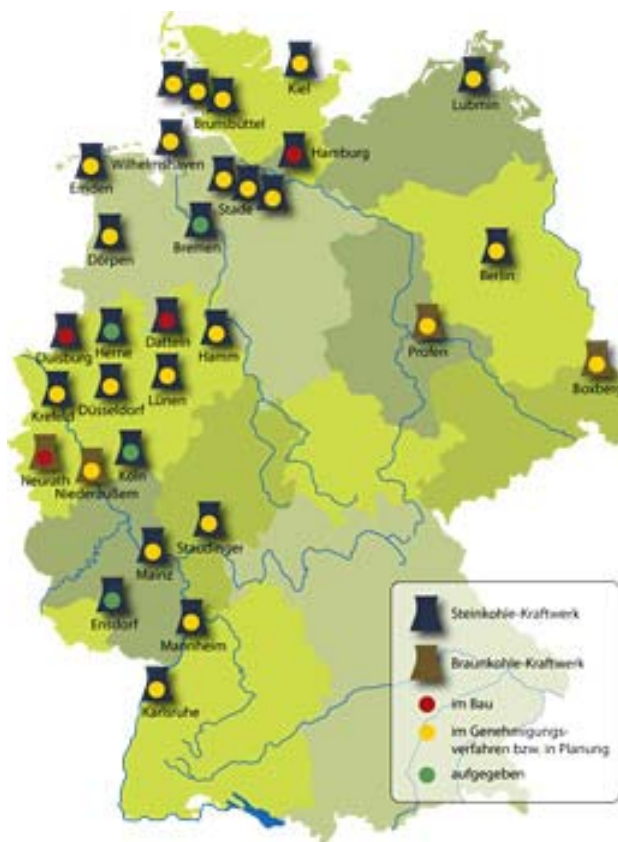 Kiel
Lubmin
Brunsbüttel
Wilhelmshaven
Hamburg
Emden
Stade
Bremen
Dörpen
Berlin
Duisburg
Herne
Datteln
Hamm
Profen
Boxberg
Krefeld
Düsseldorf
Lünen
Neurath
Niederaußem
Köln
Staudinger
Mainz
Ensdorf
Mannheim
Karlsruhe
Steinkohle-Kraftwerk
Braunkohle-Kraftwerk
im Bau
im Genehmigungs-
verfahren bzw. in Planung
aufgegeben